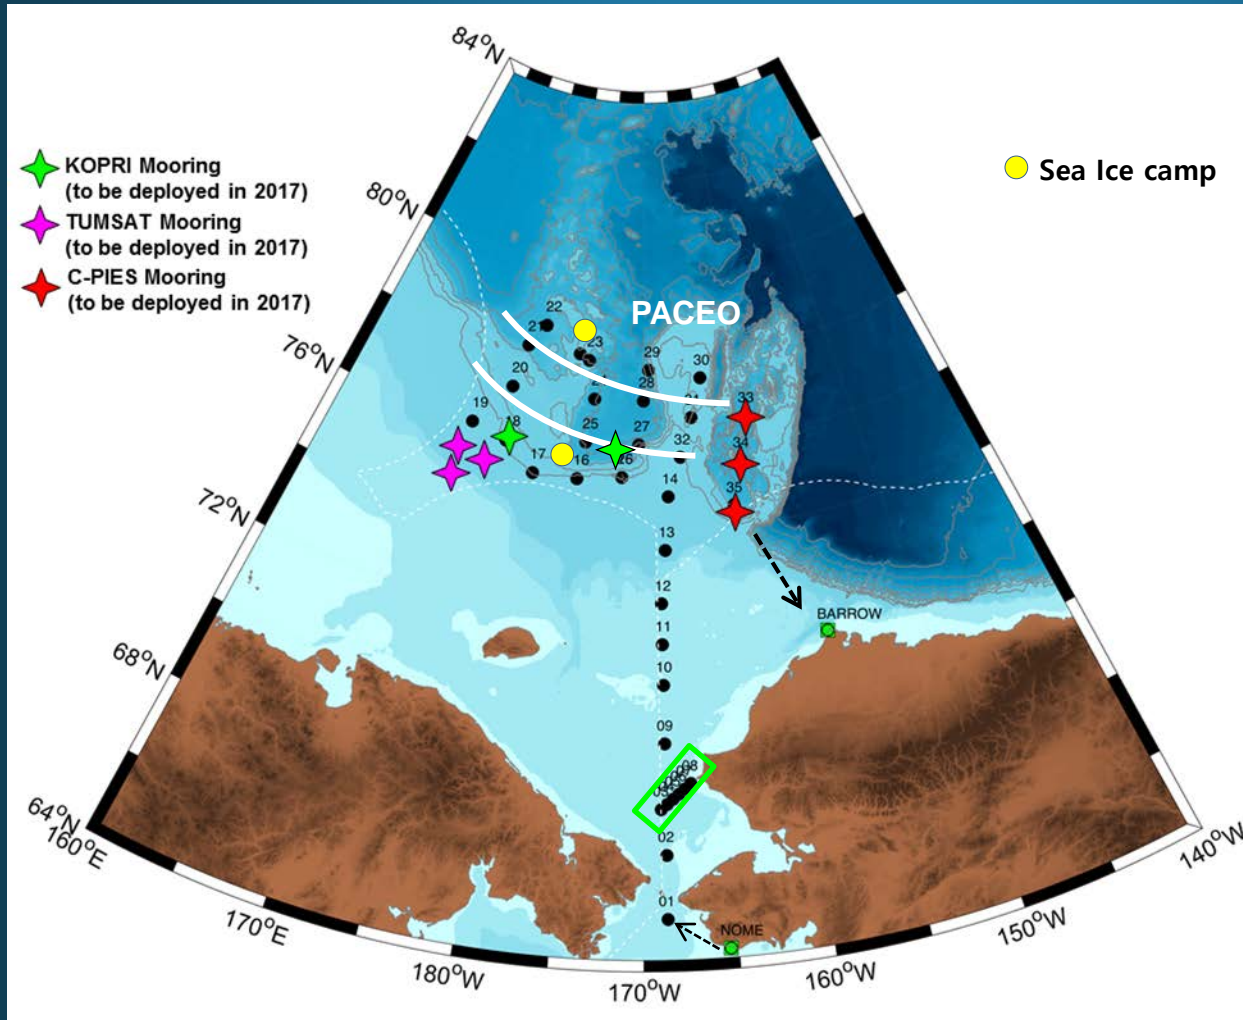 84°N
KOPRI Mooring
(to be deployed in 2017)
TUMSAT Mooring
(to be deployed in 2017)
C-PIES Mooring
(to be deployed in 2017)
Sea Ice camp
80°N
76°N
72°N
68°N
64°N
PACEO
22
21
23
29
30
20
28
33
19
18
25
27
34
32
17
16
26
35
14
13
12
BARROW
11
10
09
08
02
01
NOME
160°E
170°E
180°W
170°W
160°W
150°W
140°W